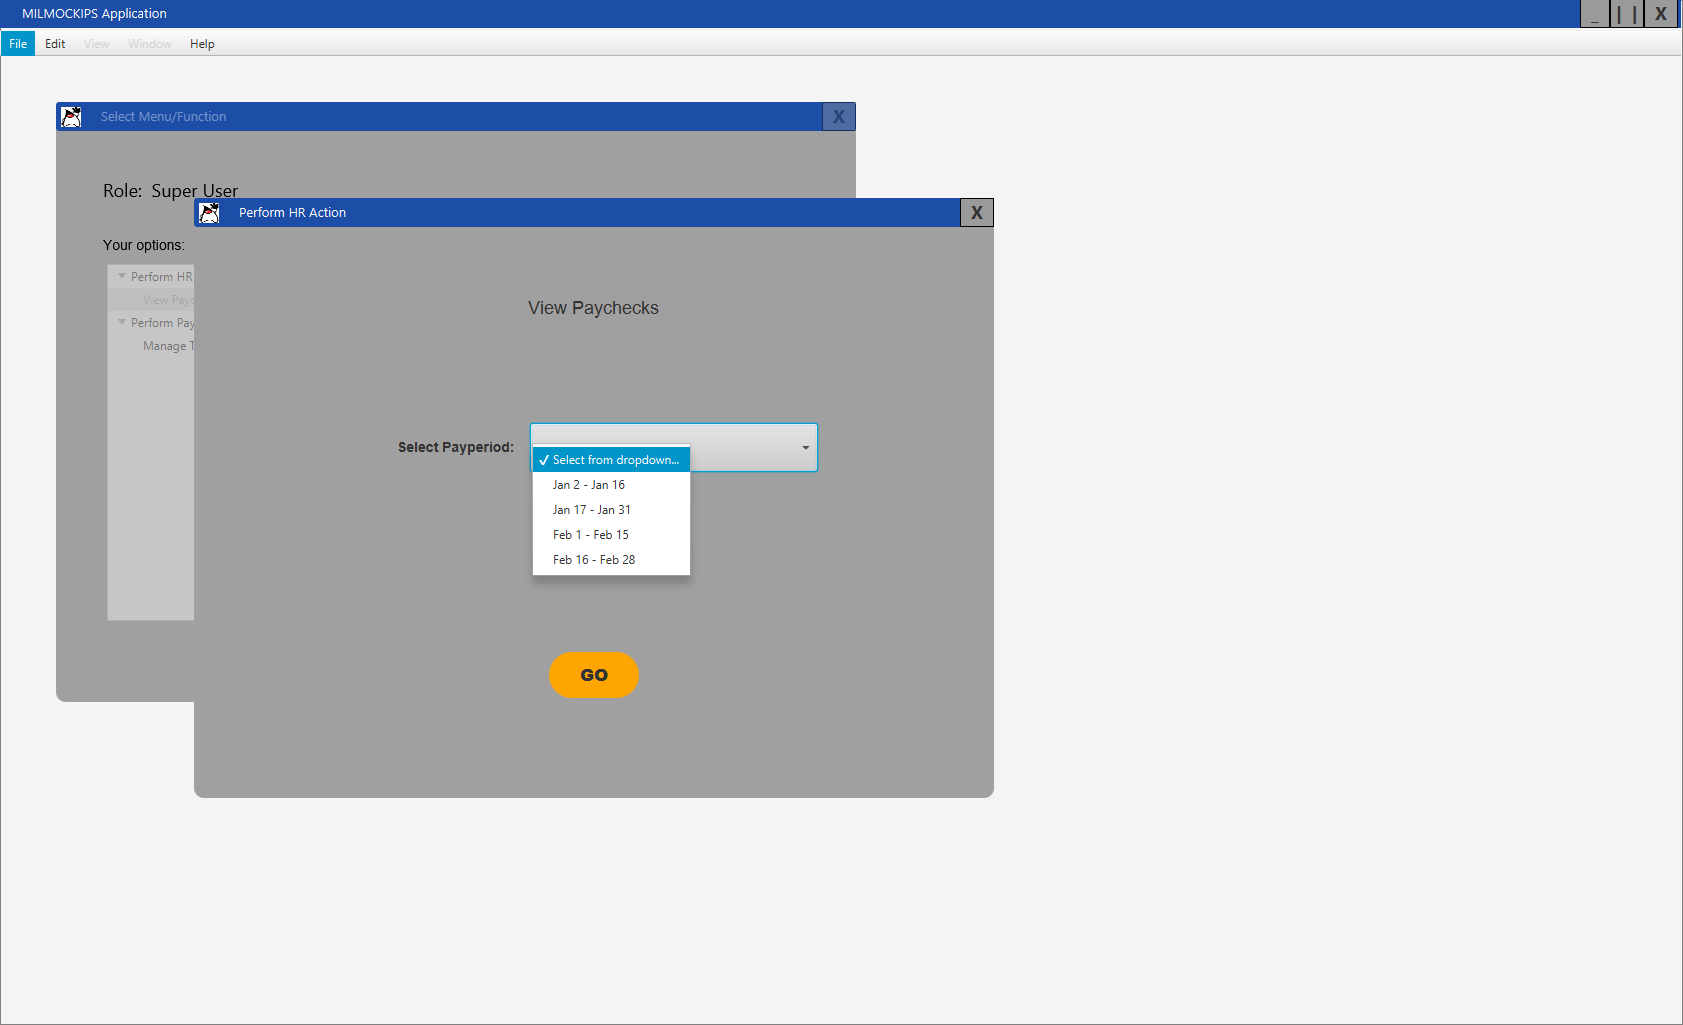 MILMOCKIPS Application
_ | | X
File Edit View Window Help
Select Menu/Function X
Role: Super User
Perform HR Action X
Your options:
Perform HR
View Payc
Perform Pay
Manage T
View Paychecks
Select Payperiod:
✓ Select from dropdown...
Jan 2 - Jan 16
Jan 17 - Jan 31
Feb 1 - Feb 15
Feb 16 - Feb 28
GO